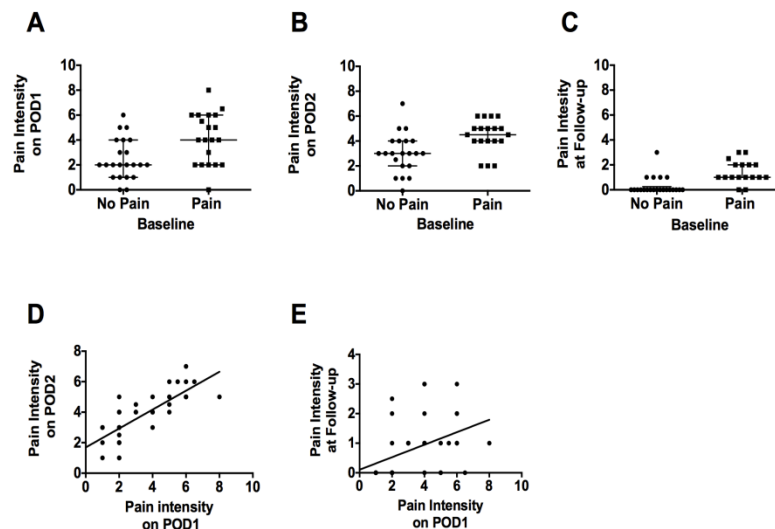 A
Pain Intensity
on POD1
10
8
6
4
2
0
No Pain Pain
Baseline
B
Pain Intensity
on POD2
10
8
6
4
2
0
No Pain Pain
Baseline
C
Pain Intesity
at Follow-up
10
8
6
4
2
0
No Pain Pain
Baseline
D
Pain Intensity
on POD2
8
6
4
2
0
0 2 4 6 8 10
Pain intensity
on POD1
E
Pain Intensity
at Follow-up
4
3
2
1
0
0 2 4 6 8 10
Pain Intensity
on POD1